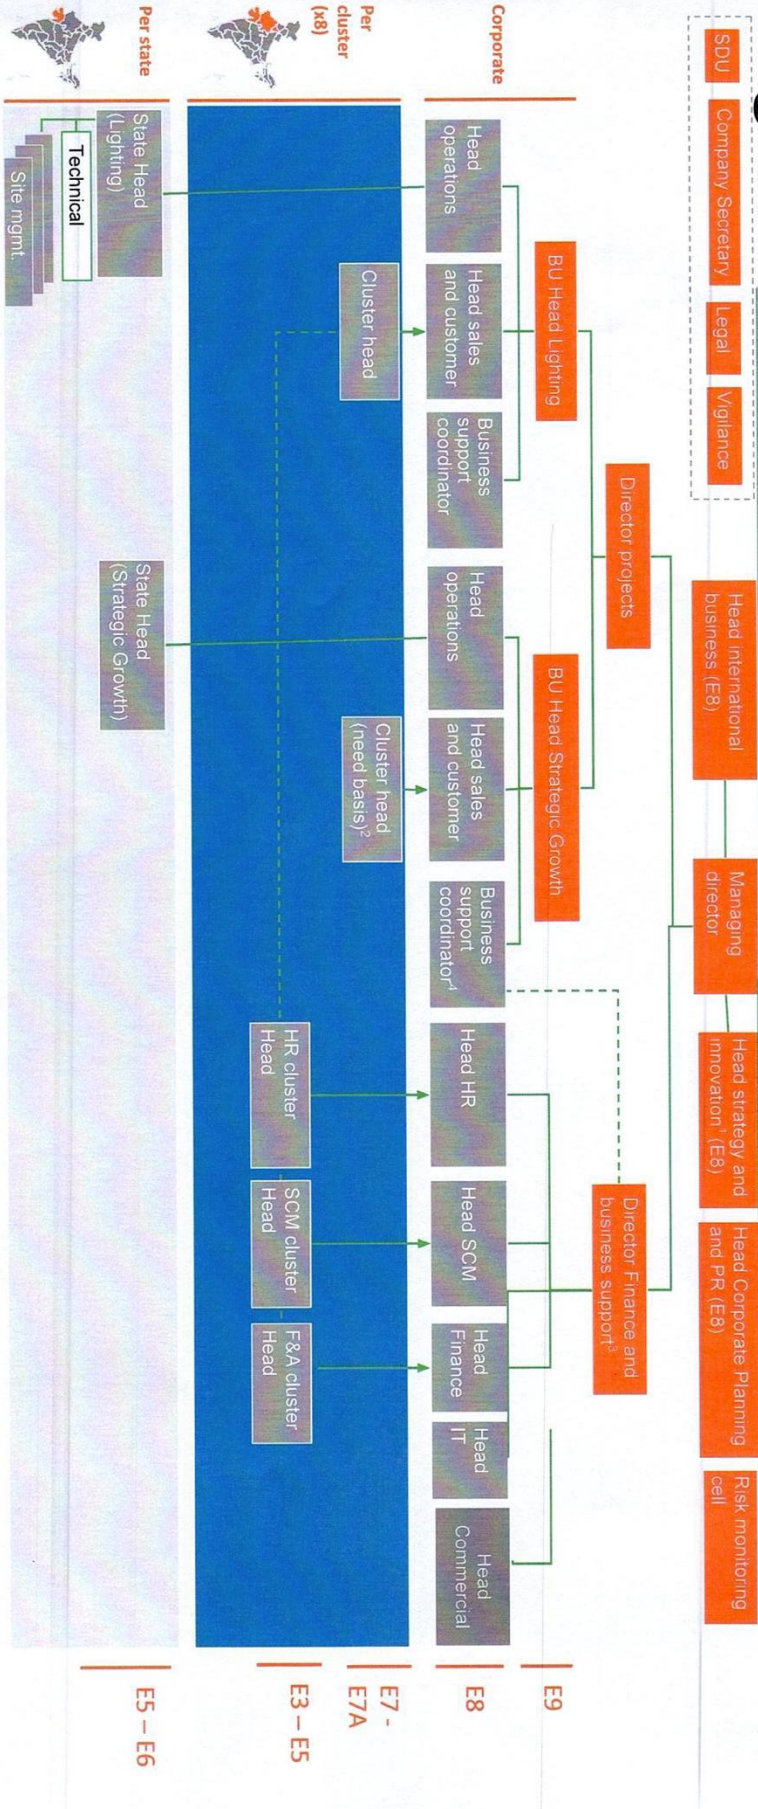 SDU
Company Secretary
Legal
Vigilance
Head international
business (E8)
Managing
director
Head strategy and
innovation¹ (E8)
Head Corporate Planning
and PR (E8)
Risk monitoring
cell
Director projects
Director Finance and
business support³
BU Head Lighting
BU Head Strategic Growth
E9
Corporate
Head
operations
Head sales
and customer
Business
support
coordinator
Head
operations
Head sales
and customer
Business
support
coordinator⁴
Head HR
Head SCM
Head
Finance
Head
IT
Head
Commercial
E8
Per
cluster
(x8)
Cluster head
Cluster head
(need basis)²
E7 -
E7A
HR cluster
Head
SCM cluster
Head
F&A cluster
Head
E3 – E5
Per state
State Head
(Lighting)
State Head
(Strategic Growth)
E5 – E6
Technical
Site mgmt.